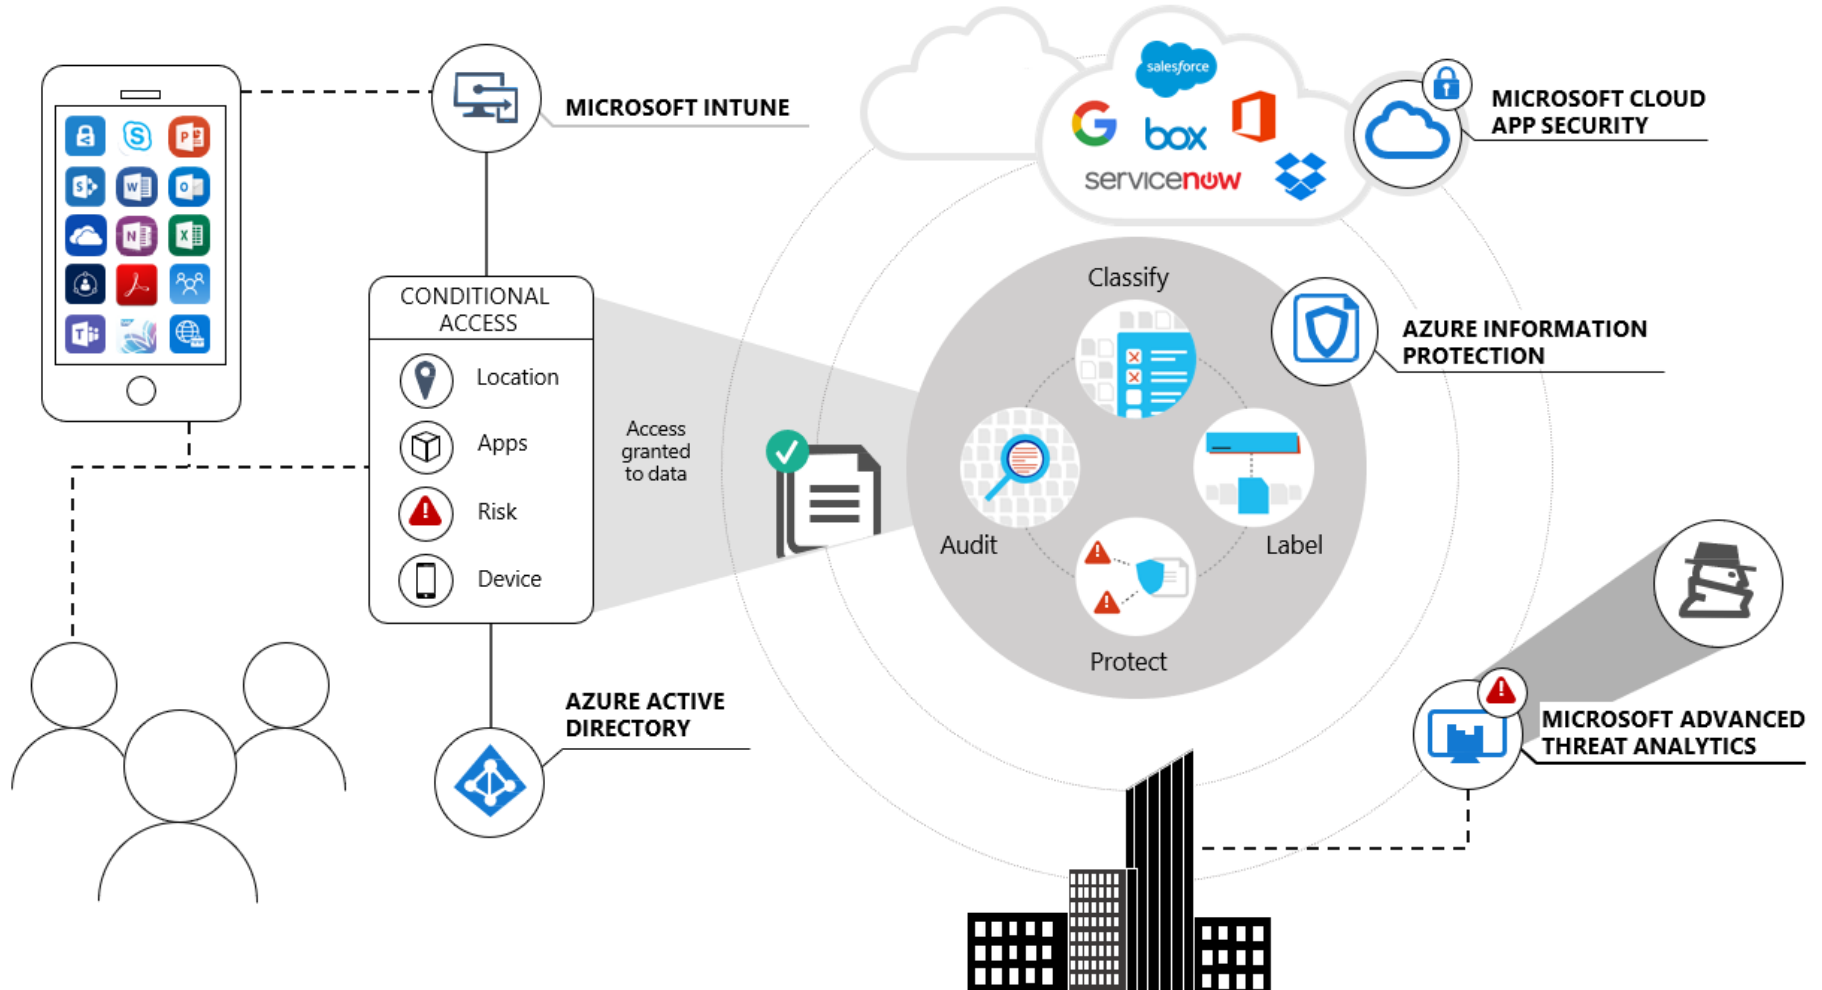 MICROSOFT INTUNE
CONDITIONAL
ACCESS
Location
Apps
Risk
Device
AZURE ACTIVE
DIRECTORY
Access
granted
to data
salesforce
G
box
servicenow
MICROSOFT CLOUD
APP SECURITY
Classify
Audit
Label
Protect
AZURE INFORMATION
PROTECTION
MICROSOFT ADVANCED
THREAT ANALYTICS
S
P
S
W
O
N
X
T